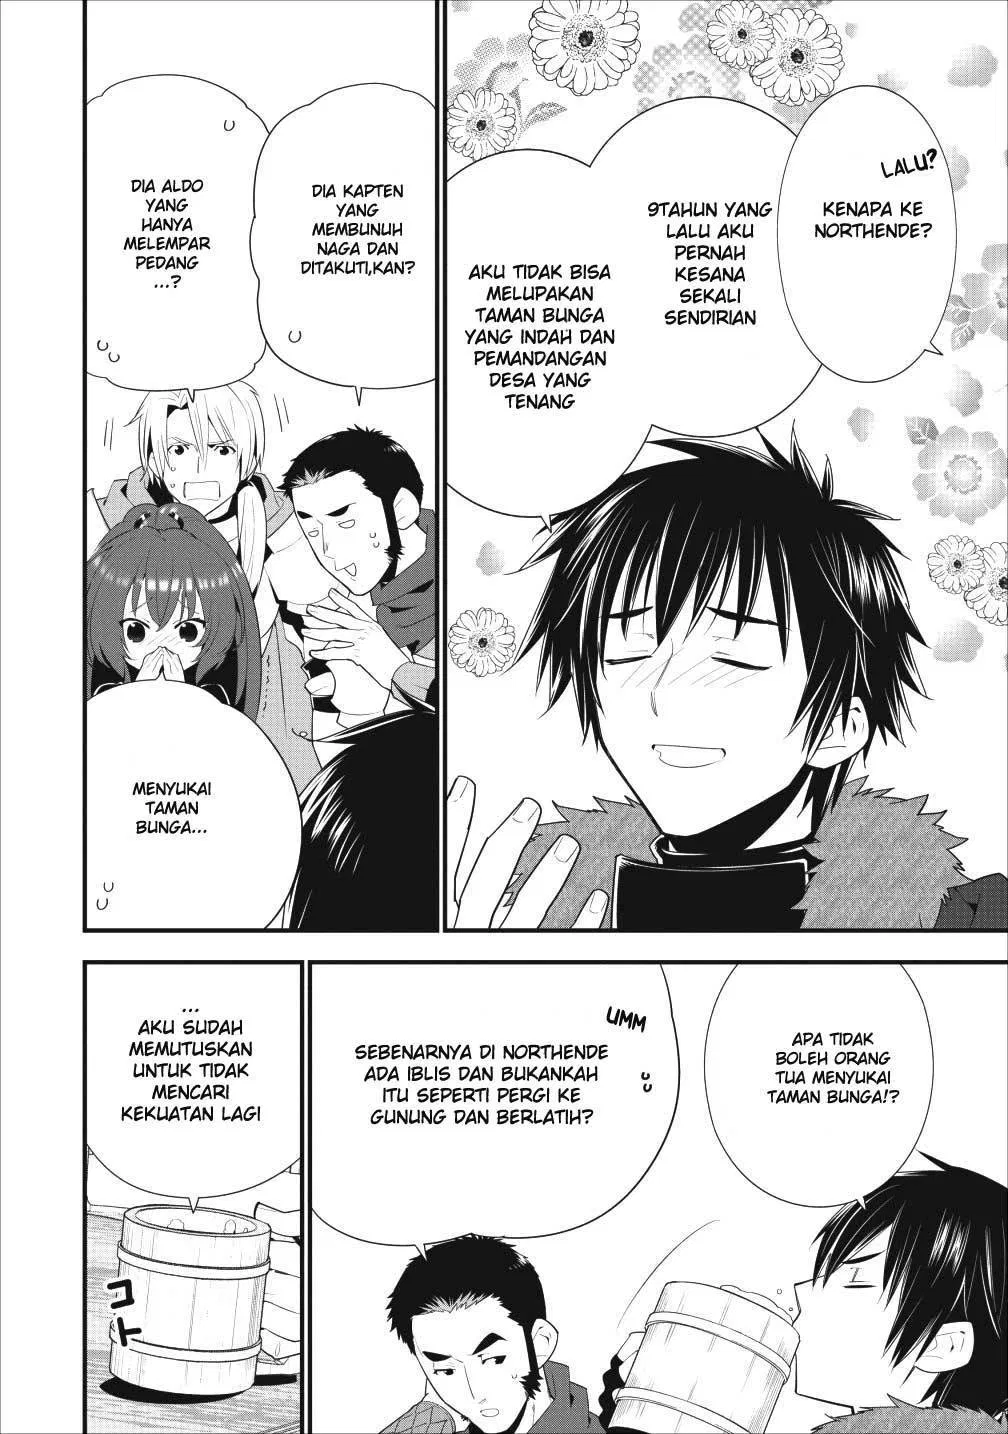 LALU?
KENAPA KE
NORTHENDE?
9TAHUN YANG
LALU AKU
PERNAH
KESANA
SEKALI
SENDIRIAN
AKU TIDAK BISA
MELUPAKAN
TAMAN BUNGA
YANG INDAH DAN
PEMANDANGAN
DESA YANG
TENANG
DIA KAPTEN
YANG
MEMBUNUH
NAGA DAN
DITAKUTI,KAN?
DIA ALDO
YANG
HANYA
MELEMPAR
PEDANG
...?
MENYUKAI
TAMAN
BUNGA...
APA TIDAK
BOLEH ORANG
TUA MENYUKAI
TAMAN BUNGA!?
UMM
SEBENARNYA DI NORTHENDE
ADA IBLIS DAN BUKANKAH
ITU SEPERTI PERGI KE
GUNUNG DAN BERLATIH?
...
AKU SUDAH
MEMUTUSKAN
UNTUK TIDAK
MENCARI
KEKUATAN LAGI
コト